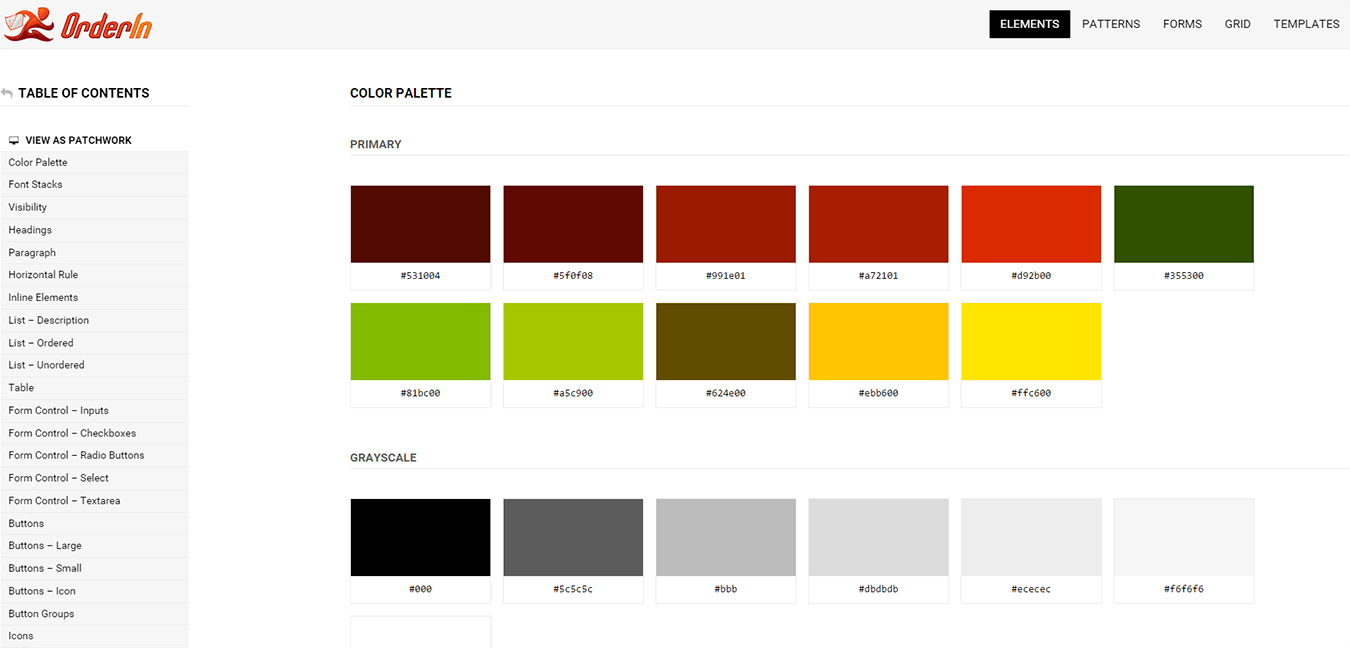 OrderIn
ELEMENTS PATTERNS FORMS GRID TEMPLATES
TABLE OF CONTENTS
VIEW AS PATCHWORK
Color Palette
Font Stacks
Visibility
Headings
Paragraph
Horizontal Rule
Inline Elements
List – Description
List – Ordered
List – Unordered
Table
Form Control – Inputs
Form Control – Checkboxes
Form Control – Radio Buttons
Form Control – Select
Form Control – Textarea
Buttons
Buttons – Large
Buttons – Small
Buttons – Icon
Button Groups
Icons
COLOR PALETTE
PRIMARY
#531004 #5f0f08 #991e01 #a72101 #d92b00 #355300
#81bc00 #a5c900 #624e00 #ebb600 #ffc600
GRAYSCALE
#000 #5c5c5c #bbb #dbdbdb #ececec #f6f6f6